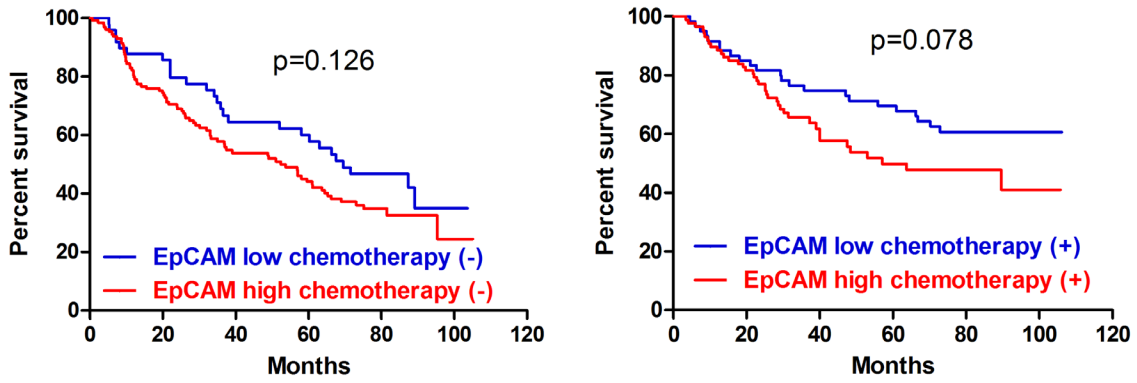 Percent survival
100
80
60
40
20
0
p=0.126
EpCAM low chemotherapy (-)
EpCAM high chemotherapy (-)
0 20 40 60 80 100 120
Months
Percent survival
100
80
60
40
20
0
p=0.078
EpCAM low chemotherapy (+)
EpCAM high chemotherapy (+)
0 20 40 60 80 100 120
Months